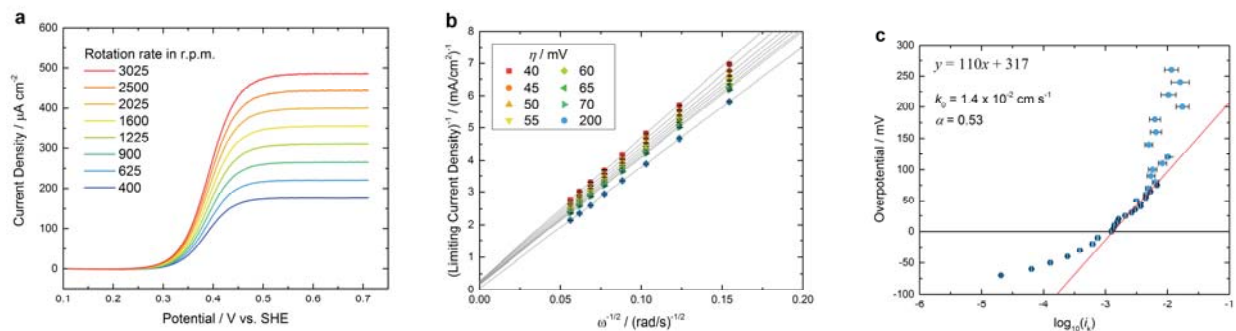 a
600
500
400
300
200
100
0
Current Density / μA cm⁻²
Rotation rate in r.p.m.
3025
2500
2025
1600
1225
900
625
400
0.1 0.2 0.3 0.4 0.5 0.6 0.7
Potential / V vs. SHE
b
8
7
6
5
4
3
2
1
0
(Limiting Current Density)⁻¹ / (mA/cm²)⁻¹
η / mV
40 60
45 65
50 70
55 200
0.00 0.05 0.10 0.15 0.20
ω⁻¹/² / (rad/s)⁻¹/²
c
300
250
200
150
100
50
0
-50
-100
Overpotential / mV
y = 110x + 317
k₀ = 1.4 x 10⁻² cm s⁻¹
α = 0.53
-6 -5 -4 -3 -2 -1
log₁₀(iₖ)